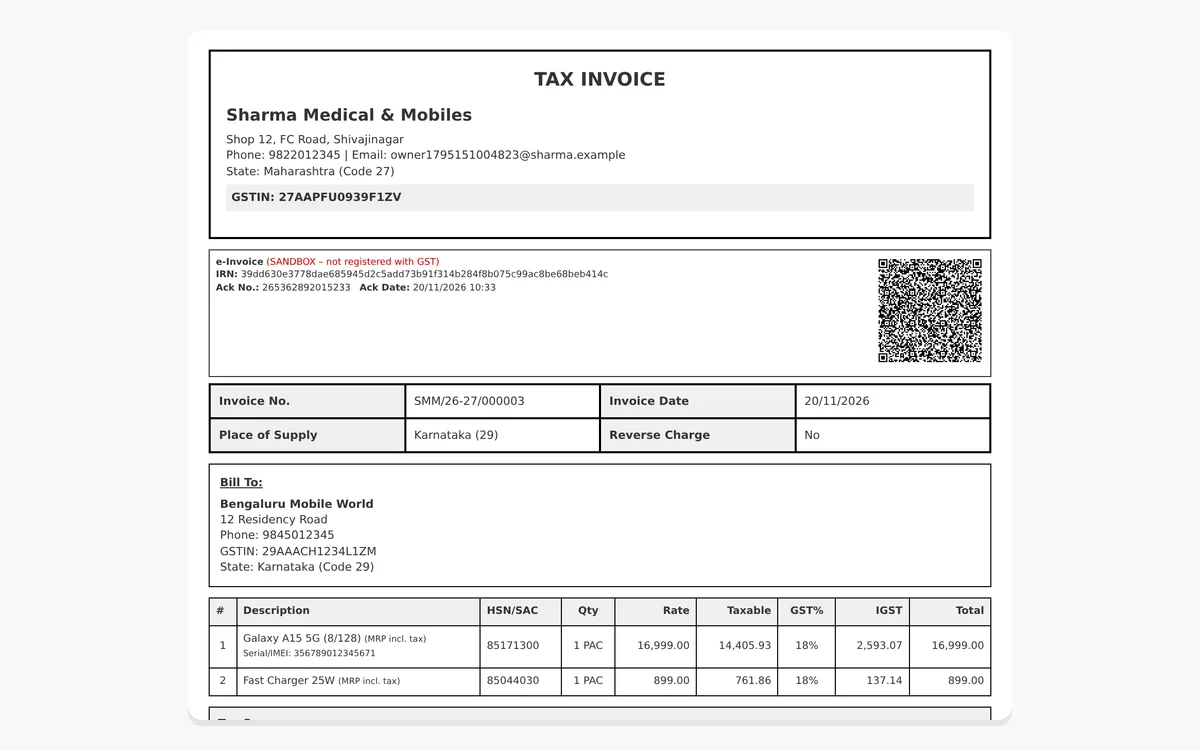 TAX INVOICE
Sharma Medical & Mobiles
Shop 12, FC Road, Shivajinagar
Phone: 9822012345 | Email: owner1795151004823@sharma.example
State: Maharashtra (Code 27)
GSTIN: 27AAPFU0939F1ZV
e-Invoice (SANDBOX – not registered with GST)
IRN: 39dd630e3778dae685945d2c5add73b91f314b284f8b075c99ac8be68beb414c
Ack No.: 265362892015233 Ack Date: 20/11/2026 10:33
Invoice No. SMM/26-27/000003 Invoice Date 20/11/2026
Place of Supply Karnataka (29) Reverse Charge No
Bill To:
Bengaluru Mobile World
12 Residency Road
Phone: 9845012345
GSTIN: 29AAACH1234L1ZM
State: Karnataka (Code 29)
# Description HSN/SAC Qty Rate Taxable GST% IGST Total
1 Galaxy A15 5G (8/128) (MRP incl. tax) 85171300 1 PAC 16,999.00 14,405.93 18% 2,593.07 16,999.00
Serial/IMEI: 356789012345671
2 Fast Charger 25W (MRP incl. tax) 85044030 1 PAC 899.00 761.86 18% 137.14 899.00